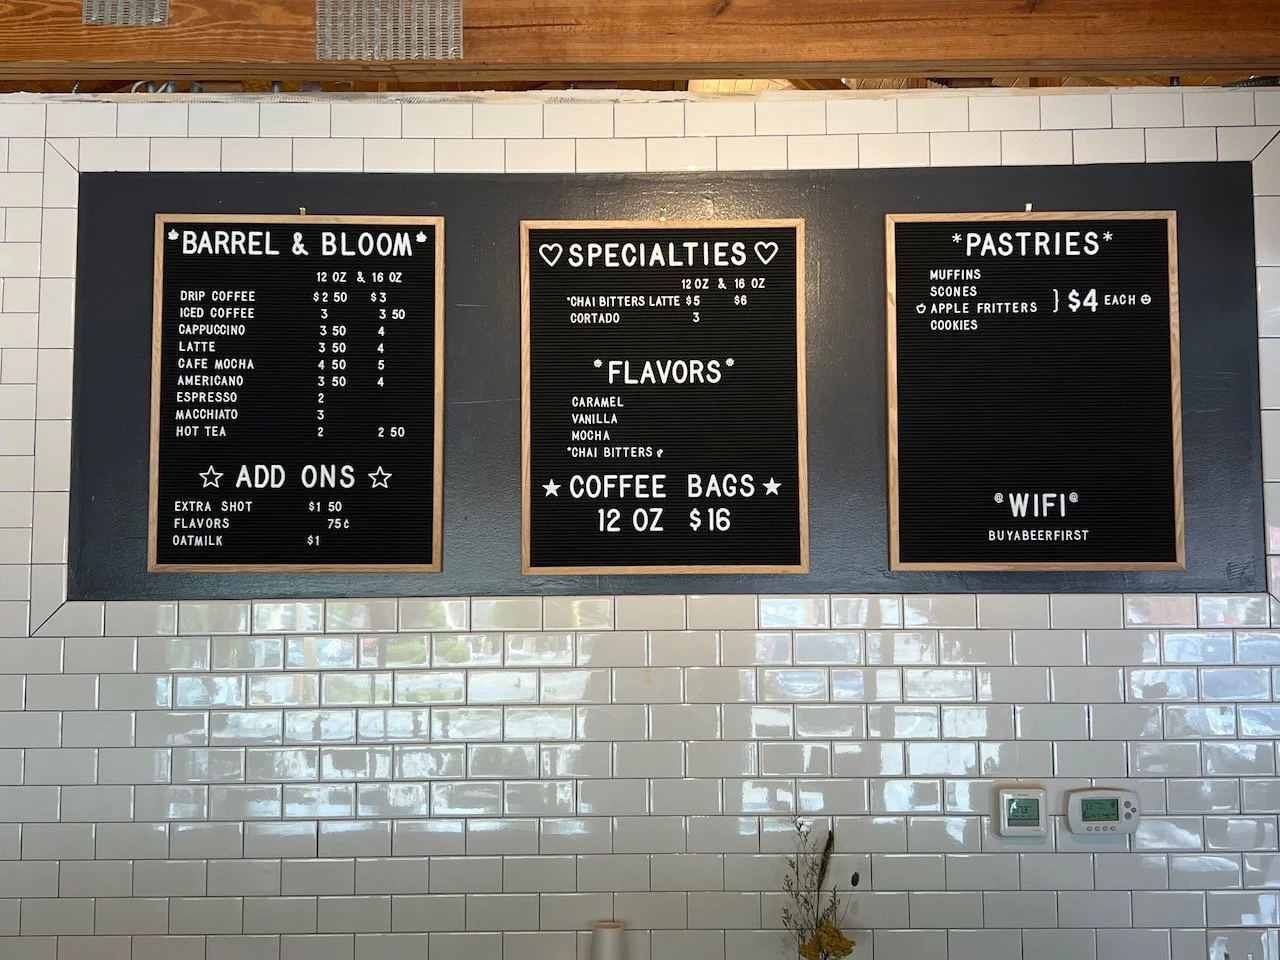 *BARREL & BLOOM*
12 OZ & 16 OZ
DRIP COFFEE $2 50 $3
ICED COFFEE 3 3 50
CAPPUCCINO 3 50 4
LATTE 3 50 4
CAFE MOCHA 4 50 5
AMERICANO 3 50 4
ESPRESSO 2
MACCHIATO 3
HOT TEA 2 2 50
☆ ADD ONS ☆
EXTRA SHOT $1 50
FLAVORS 75¢
OATMILK $1
♡SPECIALTIES♡
12 OZ & 16 OZ
*CHAI BITTERS LATTE $5 $6
CORTADO 3
*FLAVORS*
CARAMEL
VANILLA
MOCHA
*CHAI BITTERS
★ COFFEE BAGS ★
12 OZ $16
*PASTRIES*
MUFFINS
SCONES
APPLE FRITTERS } $4 EACH ☺
COOKIES
@WIFI@
BUYABEERFIRST